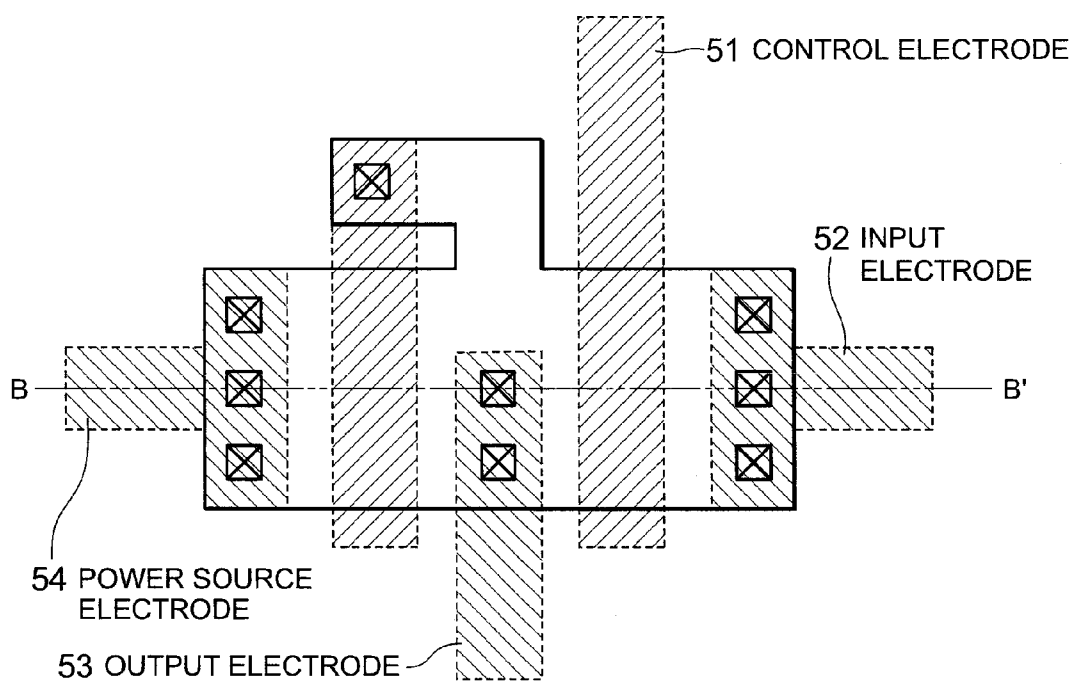 51 CONTROL ELECTRODE
52 INPUT
ELECTRODE
B
B'
54 POWER SOURCE
ELECTRODE
53 OUTPUT ELECTRODE